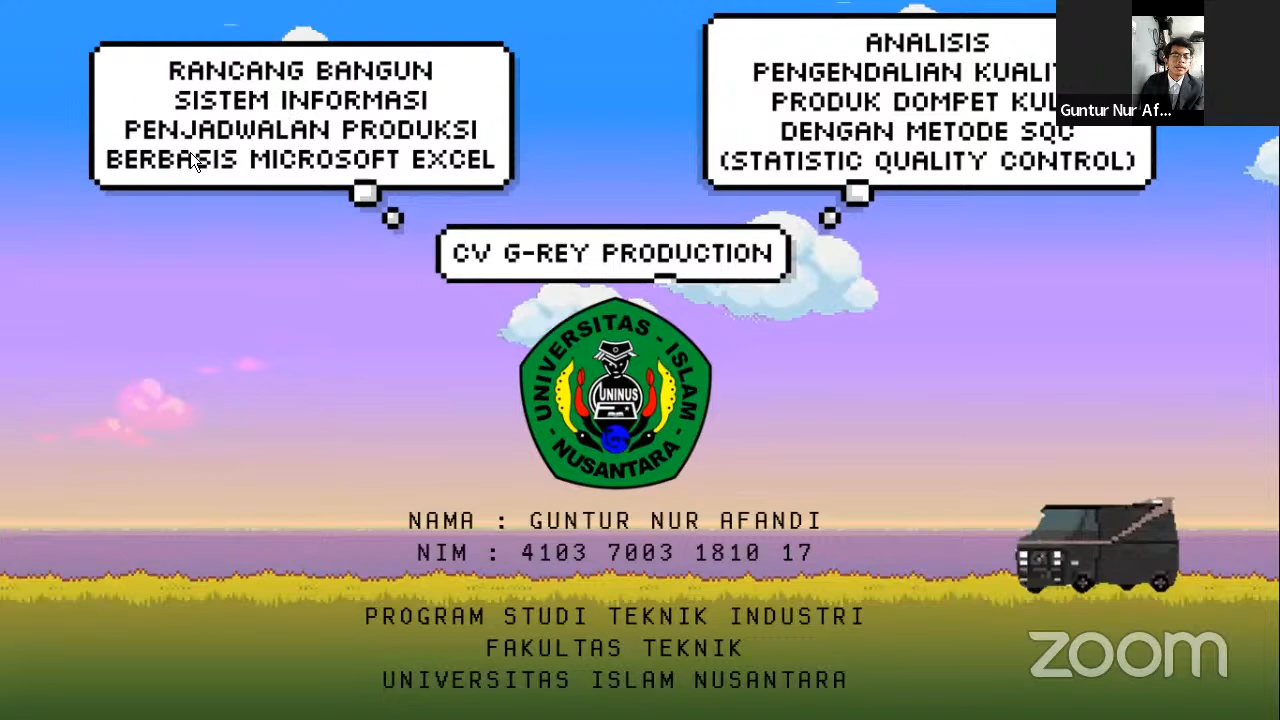 RANCANG BANGUN
SISTEM INFORMASI
PENJADWALAN PRODUKSI
BERBASIS MICROSOFT EXCEL
ANALISIS
PENGENDALIAN
PRODUK DOMPET
DENGAN METODE SQC
(STATISTIC QUALITY CONTROL)
Guntur Nur Af...
CV G-REY PRODUCTION
UNIVERSITAS - ISLAM - NUSANTARA -
UNINUS
NAMA : GUNTUR NUR AFANDI
NIM : 4103 7003 1810 17
PROGRAM STUDI TEKNIK INDUSTRI
FAKULTAS TEKNIK
UNIVERSITAS ISLAM NUSANTARA
zoom